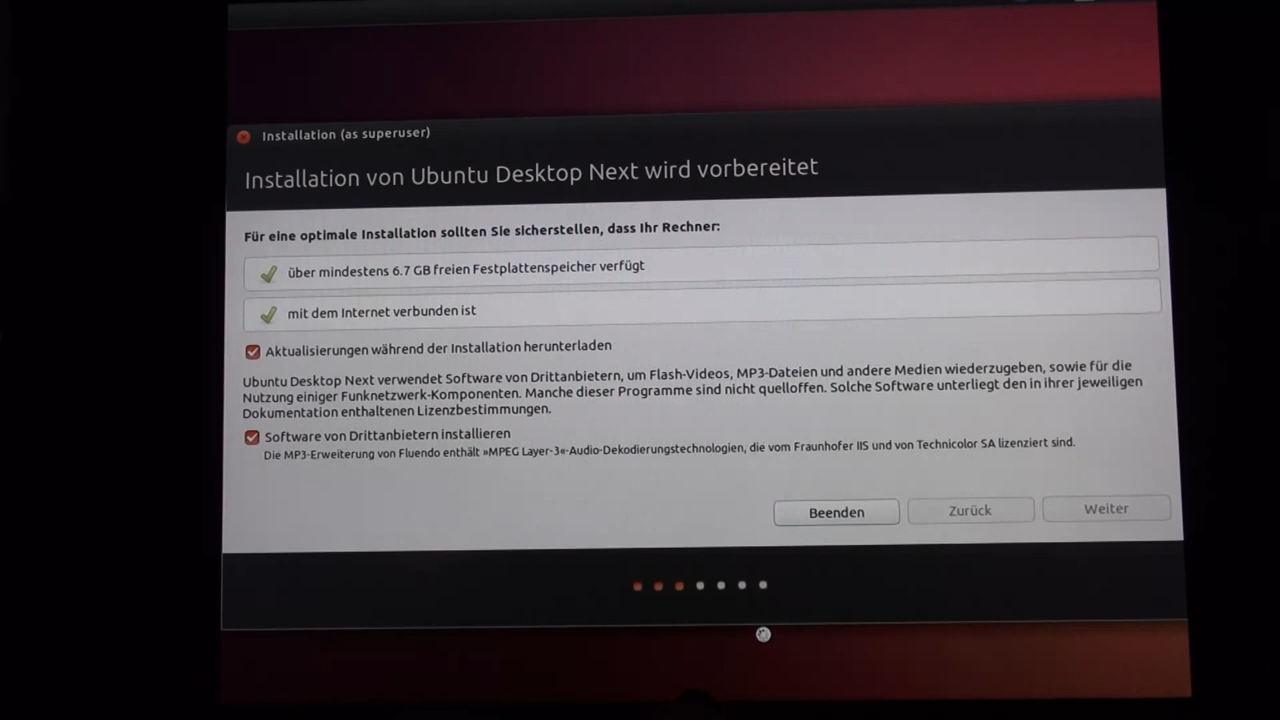 Installation (as superuser)
Installation von Ubuntu Desktop Next wird vorbereitet
Für eine optimale Installation sollten Sie sicherstellen, dass Ihr Rechner:
über mindestens 6.7 GB freien Festplattenspeicher verfügt
mit dem Internet verbunden ist
Aktualisierungen während der Installation herunterladen
Ubuntu Desktop Next verwendet Software von Drittanbietern, um Flash-Videos, MP3-Dateien und andere Medien wiederzugeben, sowie für die
Nutzung einiger Funknetzwerk-Komponenten. Manche dieser Programme sind nicht quelloffen. Solche Software unterliegt den in ihrer jeweiligen
Dokumentation enthaltenen Lizenzbestimmungen.
Software von Drittanbietern installieren
Die MP3-Erweiterung von Fluendo enthält »MPEG Layer-3«-Audio-Dekodierungstechnologien, die vom Fraunhofer IIS und von Technicolor SA lizenziert sind.
Beenden Zurück Weiter